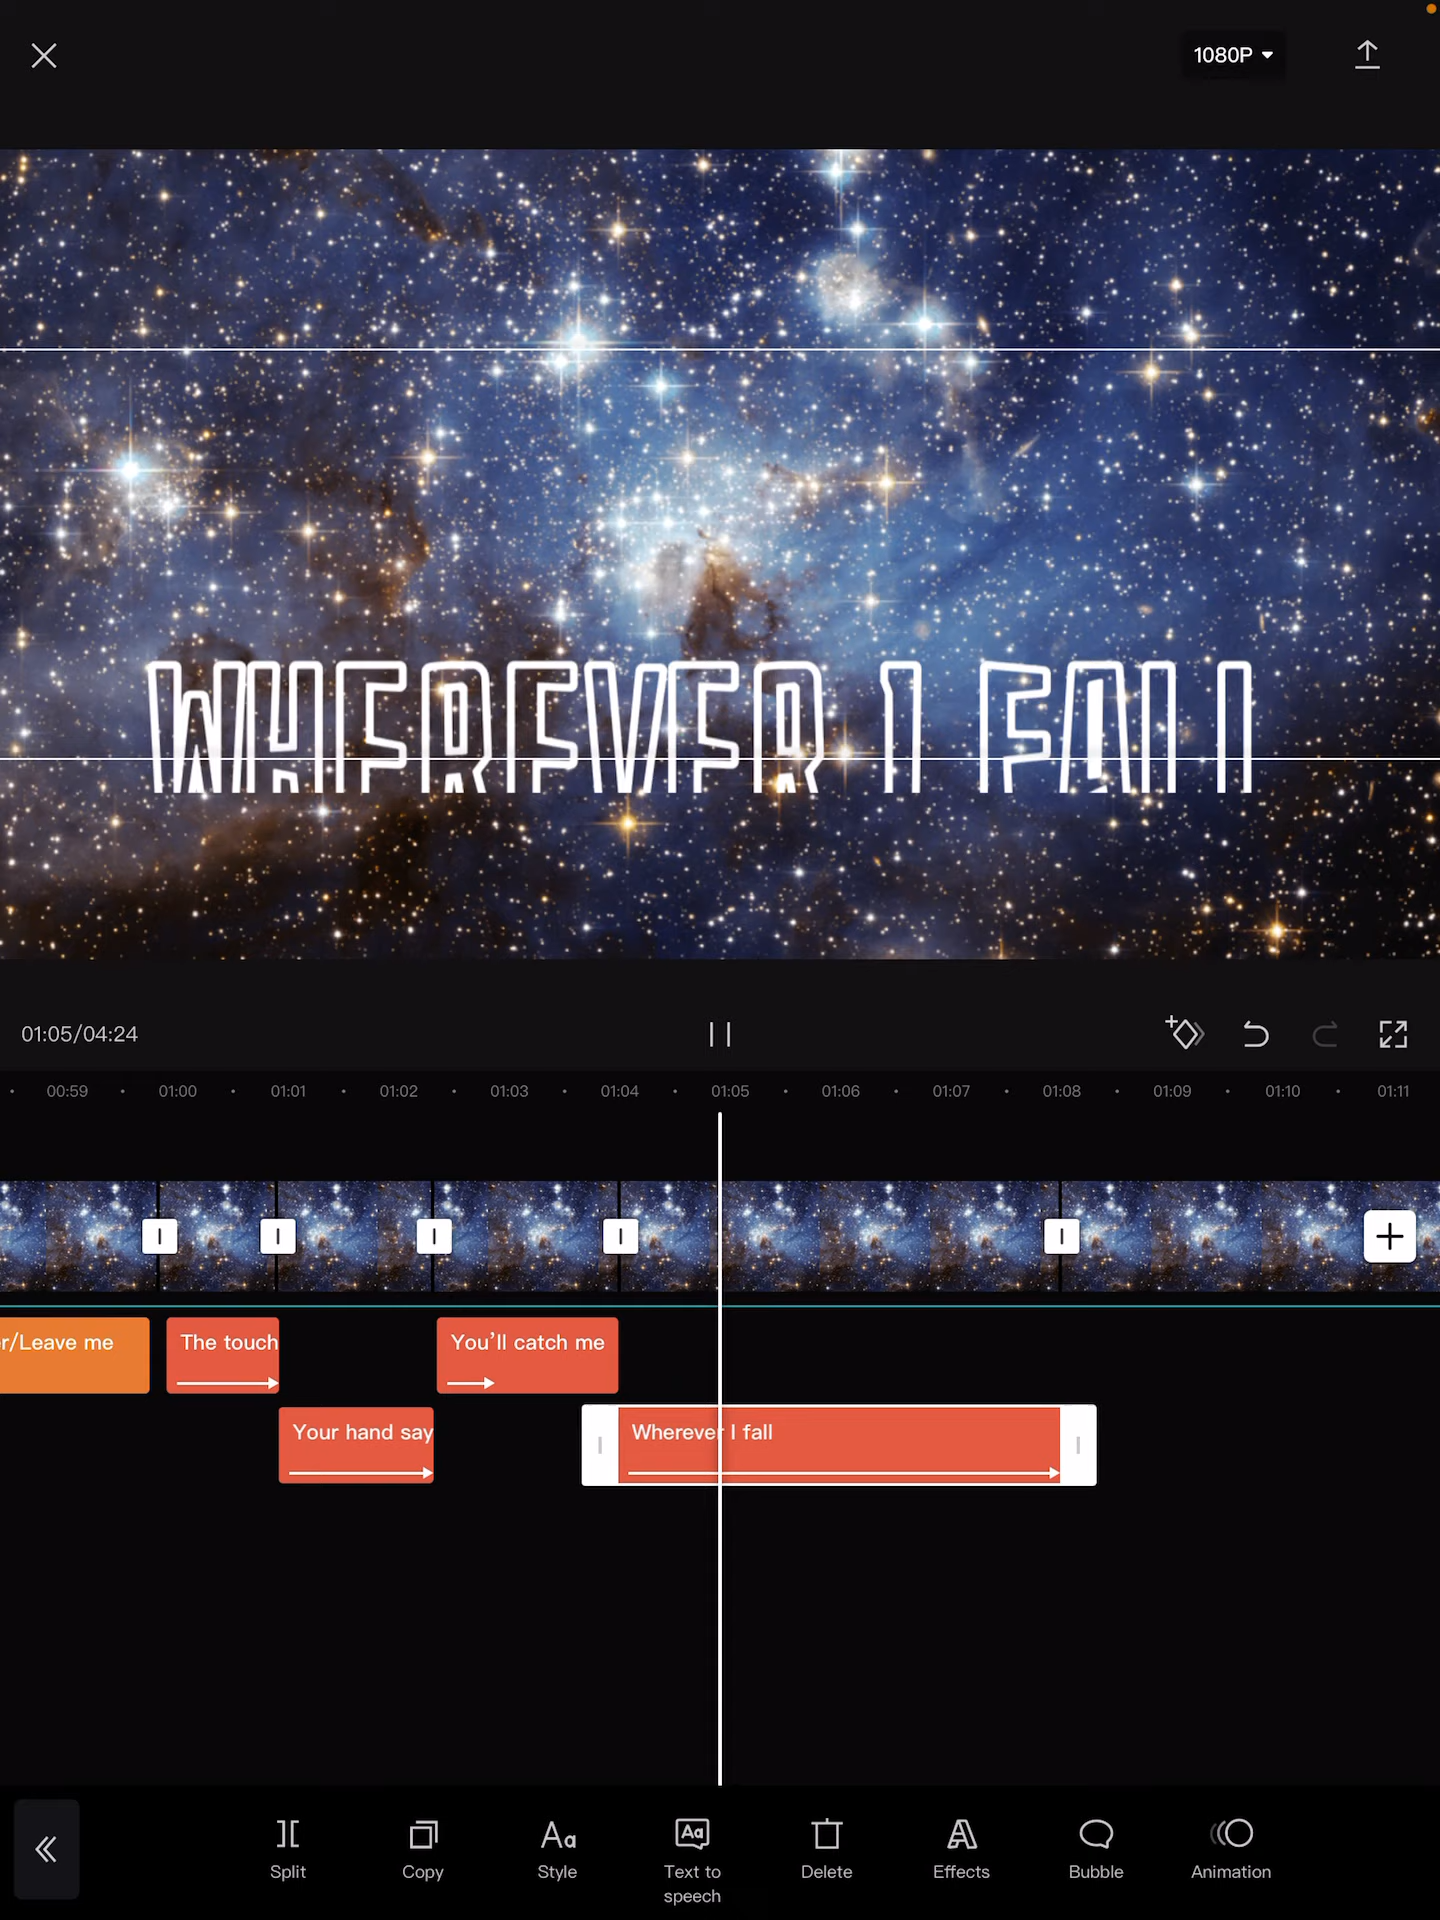 1080P
WHEREVER I FALL
01:05/04:24
00:59 01:00 01:01 01:02 01:03 01:04 01:05 01:06 01:07 01:08 01:09 01:10 01:11
r/Leave me
The touch
You'll catch me
Your hand say
Wherever I fall
Split
Copy
Style
Text to
speech
Delete
Effects
Bubble
Animation